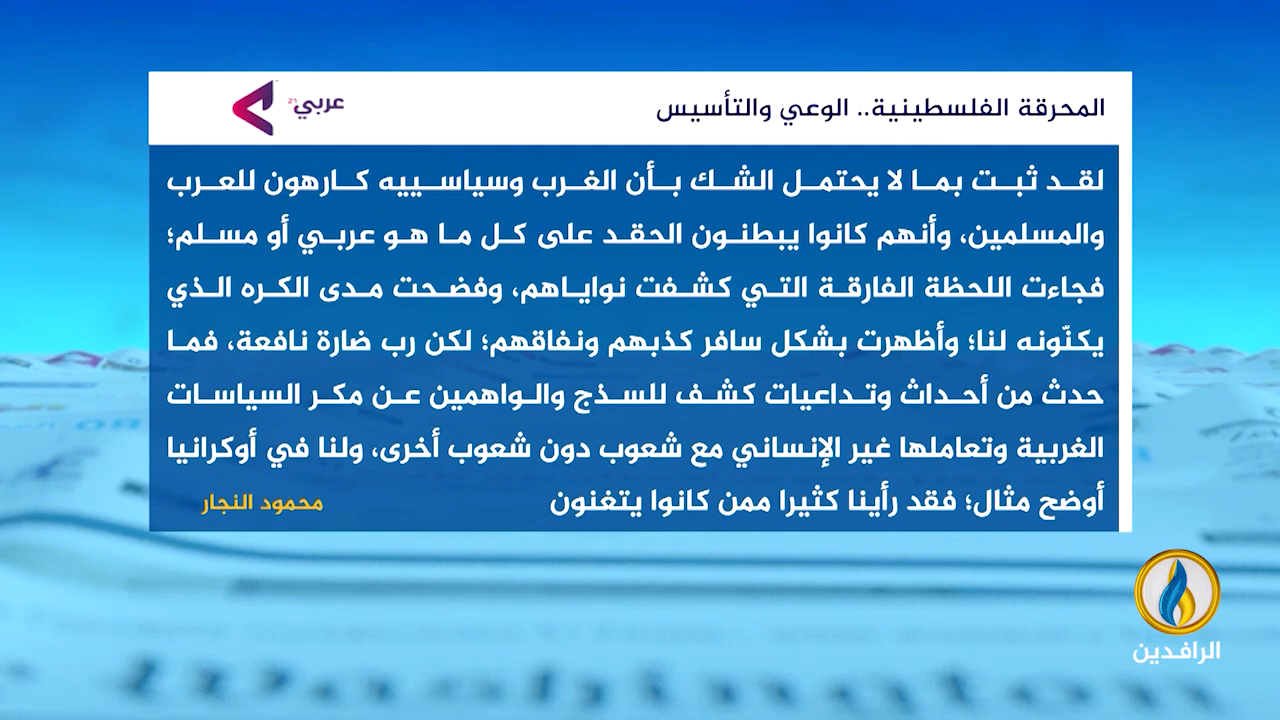 المحرقة الفلسطينية.. الوعي والتأسيس
عربي21
لقد ثبت بما لا يحتمل الشك بأن الغرب وسياسييه كارهون للعرب
والمسلمين، وأنهم كانوا يبطنون الحقد على كل ما هو عربي أو مسلم؛
فجاءت اللحظة الفارقة التي كشفت نواياهم، وفضحت مدى الكره الذي
يكنّونه لنا؛ وأظهرت بشكل سافر كذبهم ونفاقهم؛ لكن رب ضارة نافعة، فما
حدث من أحداث وتداعيات كشف للسذج والواهمين عن مكر السياسات
الغربية وتعاملها غير الإنساني مع شعوب دون شعوب أخرى، ولنا في أوكرانيا
أوضح مثال؛ فقد رأينا كثيرا ممن كانوا يتغنون
محمود النجار
الرافدين